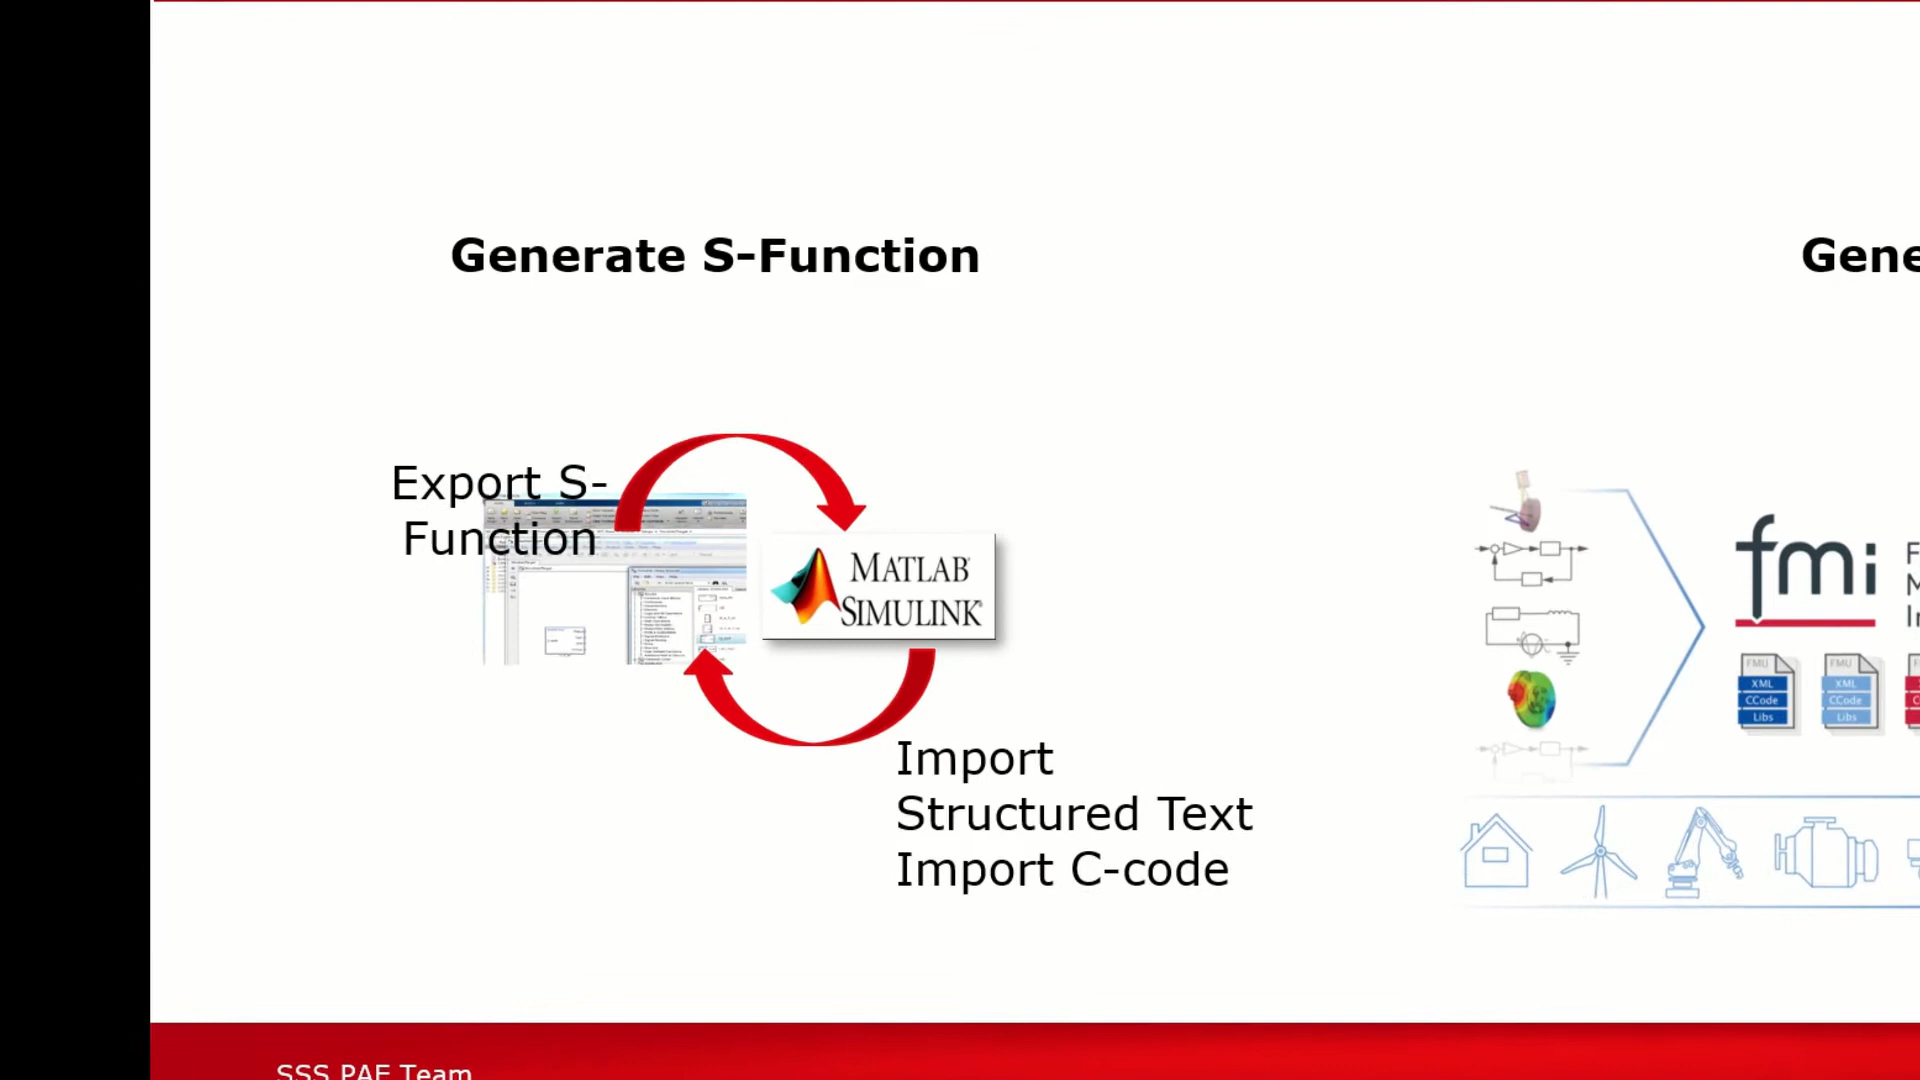 Generate S-Function
Gene
Export S-
Function
MATLAB®
SIMULINK®
Import
Structured Text
Import C-code
fmi
FMU
XML
CCode
Libs
FMU
XML
CCode
Libs
SSS PAE Team